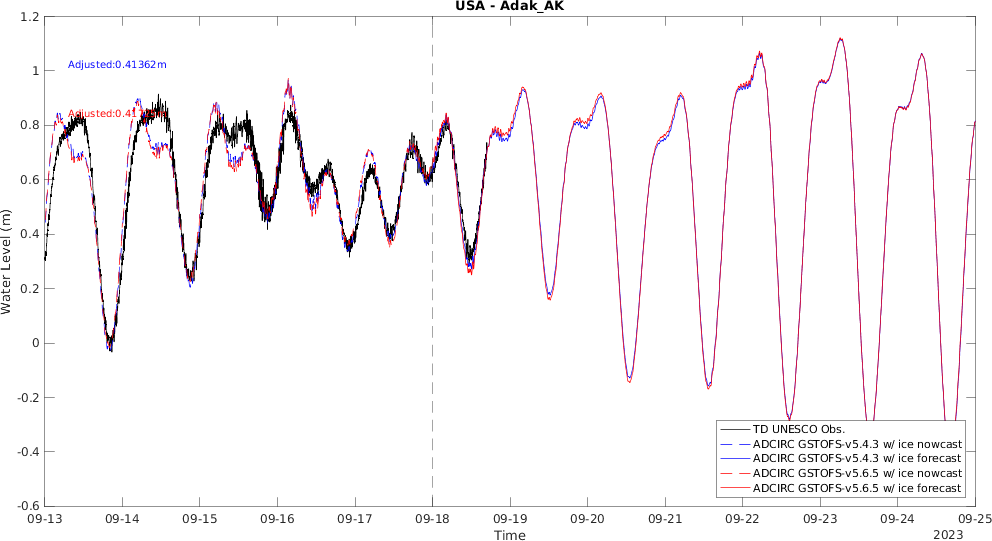 USA - Adak_AK
1.2
1
0.8
0.6
0.4
0.2
0
-0.2
-0.4
-0.6
Water Level (m)
Adjusted:0.41362m
TD UNESCO Obs.
ADCIRC GSTOFS-v5.4.3 w/ ice nowcast
ADCIRC GSTOFS-v5.4.3 w/ ice forecast
ADCIRC GSTOFS-v5.6.5 w/ ice nowcast
ADCIRC GSTOFS-v5.6.5 w/ ice forecast
09-13 09-14 09-15 09-16 09-17 09-18 09-19 09-20 09-21 09-22 09-23 09-24 09-25
Time
2023